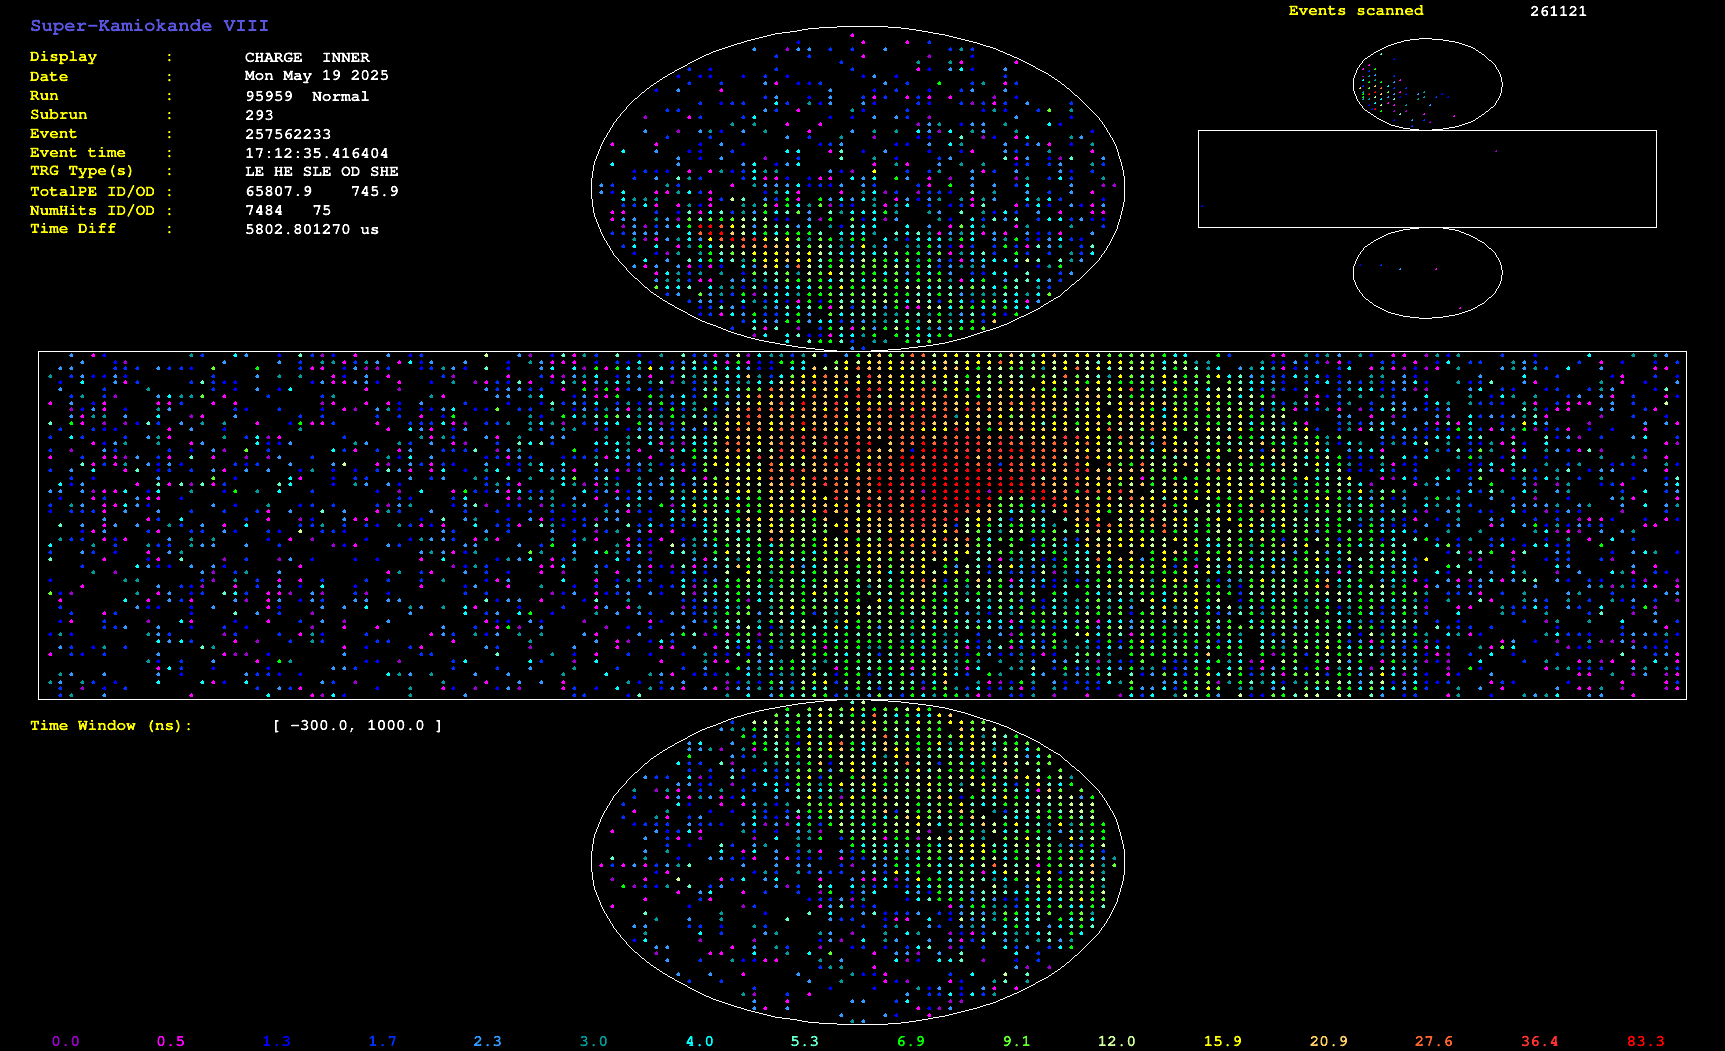 Super-Kamiokande VIII
Events scanned 261121
Display : CHARGE INNER
Date : Mon May 19 2025
Run : 95959 Normal
Subrun : 293
Event : 257562233
Event time : 17:12:35.416404
TRG Type(s) : LE HE SLE OD SHE
TotalPE ID/OD : 65807.9 745.9
NumHits ID/OD : 7484 75
Time Diff : 5802.801270 us
Time Window (ns): [ -300.0, 1000.0 ]
0.0 0.5 1.3 1.7 2.3 3.0 4.0 5.3 6.9 9.1 12.0 15.9 20.9 27.6 36.4 83.3